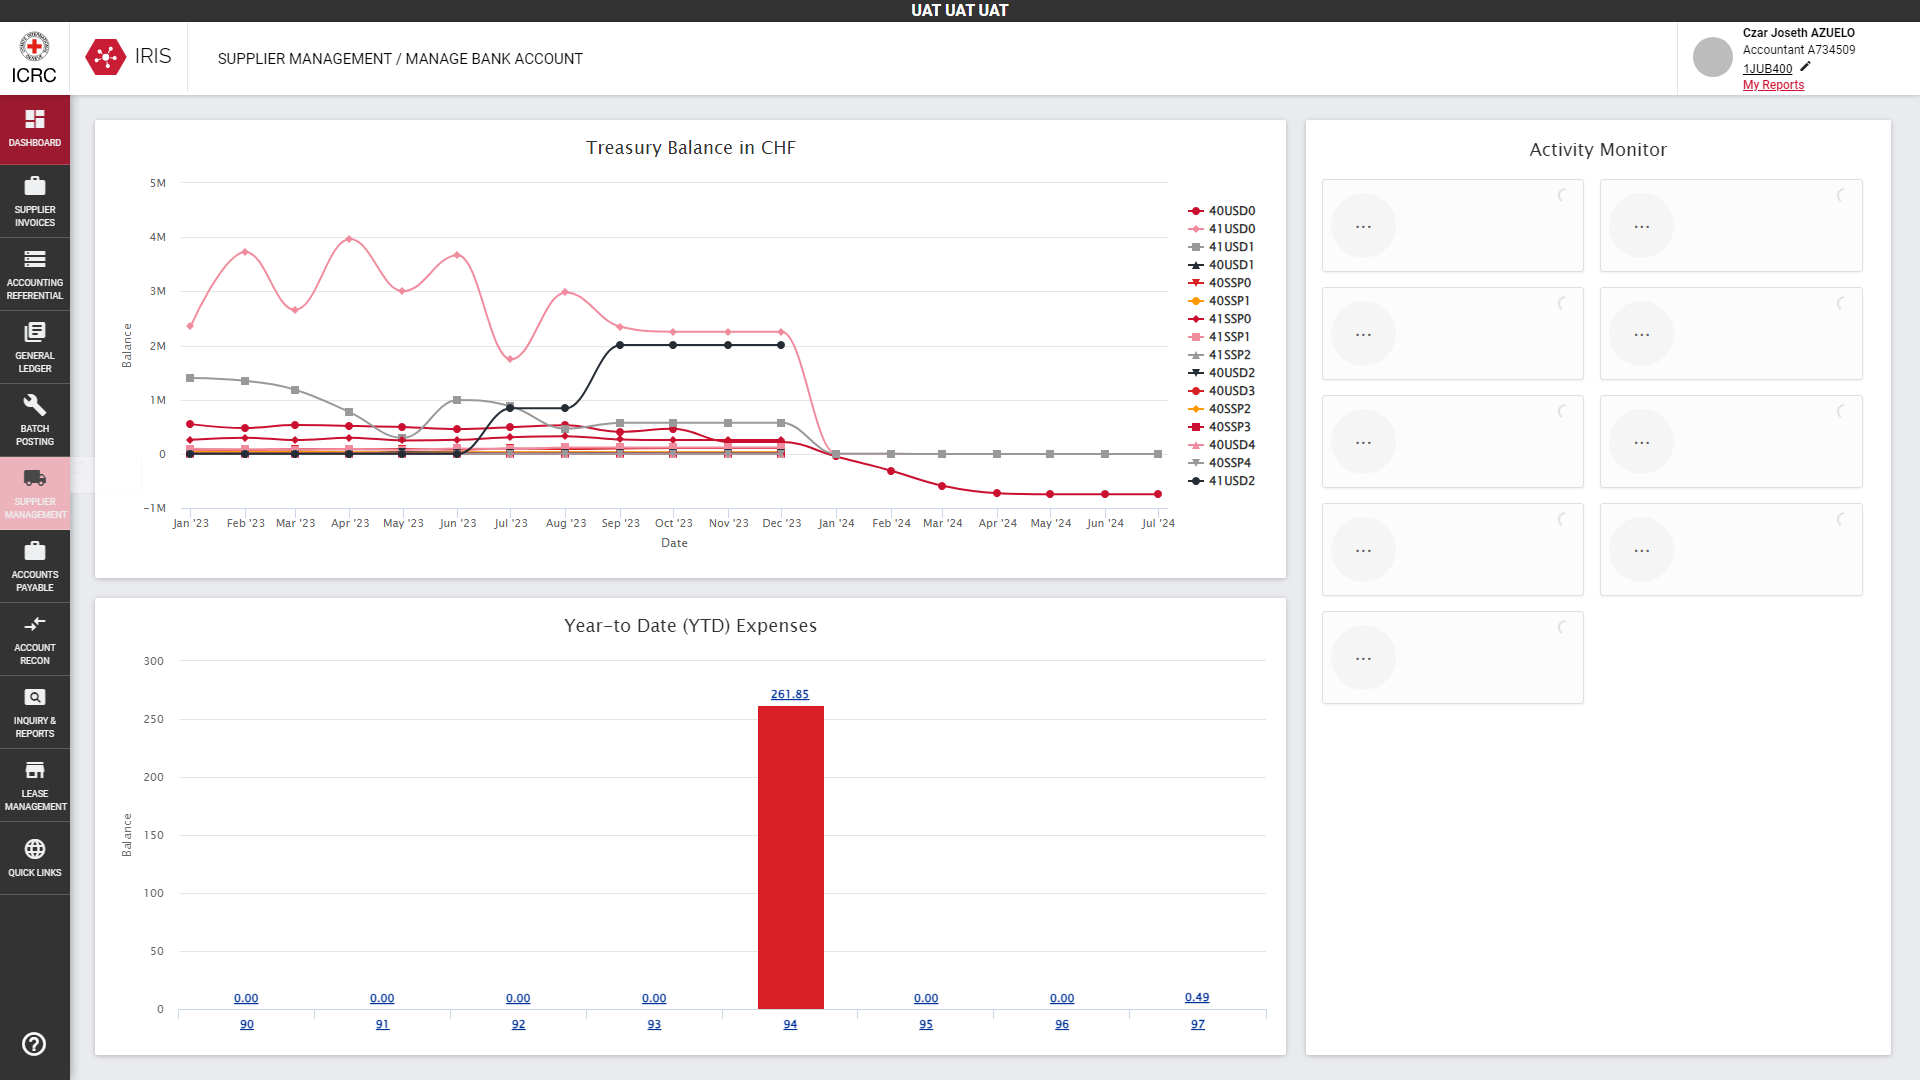 UAT UAT UAT
ICRC
IRIS
SUPPLIER MANAGEMENT / MANAGE BANK ACCOUNT
Czar Joseth AZUELO
Accountant A734509
1JUB400
My Reports
DASHBOARD
SUPPLIER
INVOICES
ACCOUNTING
REFERENTIAL
GENERAL
LEDGER
BATCH
POSTING
SUPPLIER
MANAGEMENT
ACCOUNTS
PAYABLE
ACCOUNT
RECON
INQUIRY &
REPORTS
LEASE
MANAGEMENT
QUICK LINKS
Treasury Balance in CHF
5M
4M
3M
2M
1M
0
-1M
Balance
Jan '23 Feb '23 Mar '23 Apr '23 May '23 Jun '23 Jul '23 Aug '23 Sep '23 Oct '23 Nov '23 Dec '23 Jan '24 Feb '24 Mar '24 Apr '24 May '24 Jun '24 Jul '24
Date
40USD0
41USD0
41USD1
40USD1
40SSP0
40SSP1
41SSP0
41SSP1
41SSP2
40USD2
40USD3
40SSP2
40SSP3
40USD4
40SSP4
41USD2
Year-to Date (YTD) Expenses
300
250
200
150
100
50
0
Balance
0.00 0.00 0.00 0.00 261.85 0.00 0.00 0.49
90 91 92 93 94 95 96 97
Activity Monitor
... ...
... ...
... ...
... ...
...